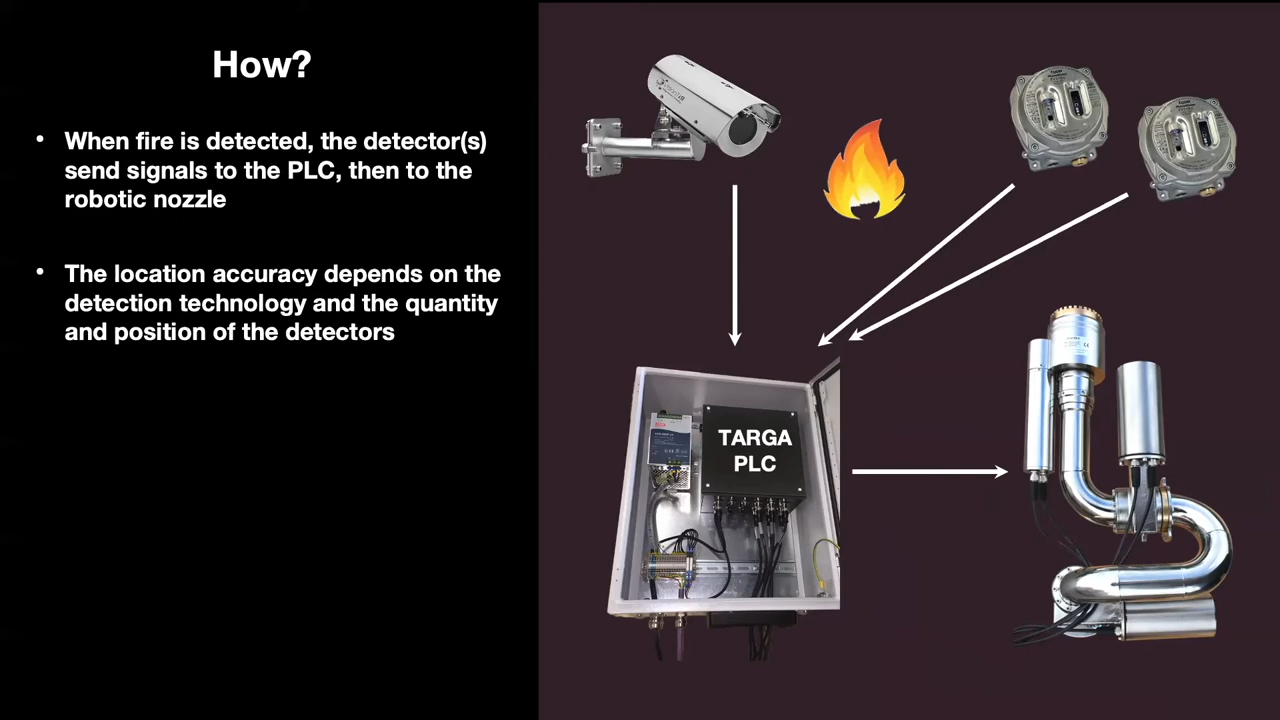 How?
• When fire is detected, the detector(s)
send signals to the PLC, then to the
robotic nozzle
• The location accuracy depends on the
detection technology and the quantity
and position of the detectors
TARGA
PLC